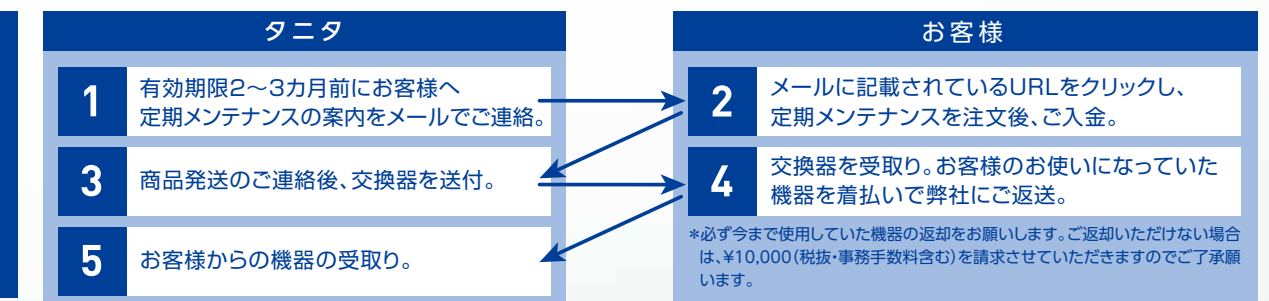 タニタ
1
有効期限2〜3カ月前にお客様へ
定期メンテナンスの案内をメールでご連絡。
3
商品発送のご連絡後、交換器を送付。
5
お客様からの機器の受取り。
お客様
2
メールに記載されているURLをクリックし、
定期メンテナンスを注文後、ご入金。
4
交換器を受取り。お客様のお使いになっていた
機器を着払いで弊社にご返送。
*必ず今まで使用していた機器の返却をお願いします。ご返却いただけない場合
は、¥10,000(税抜・事務手数料含む)を請求させていただきますのでご了承願
います。